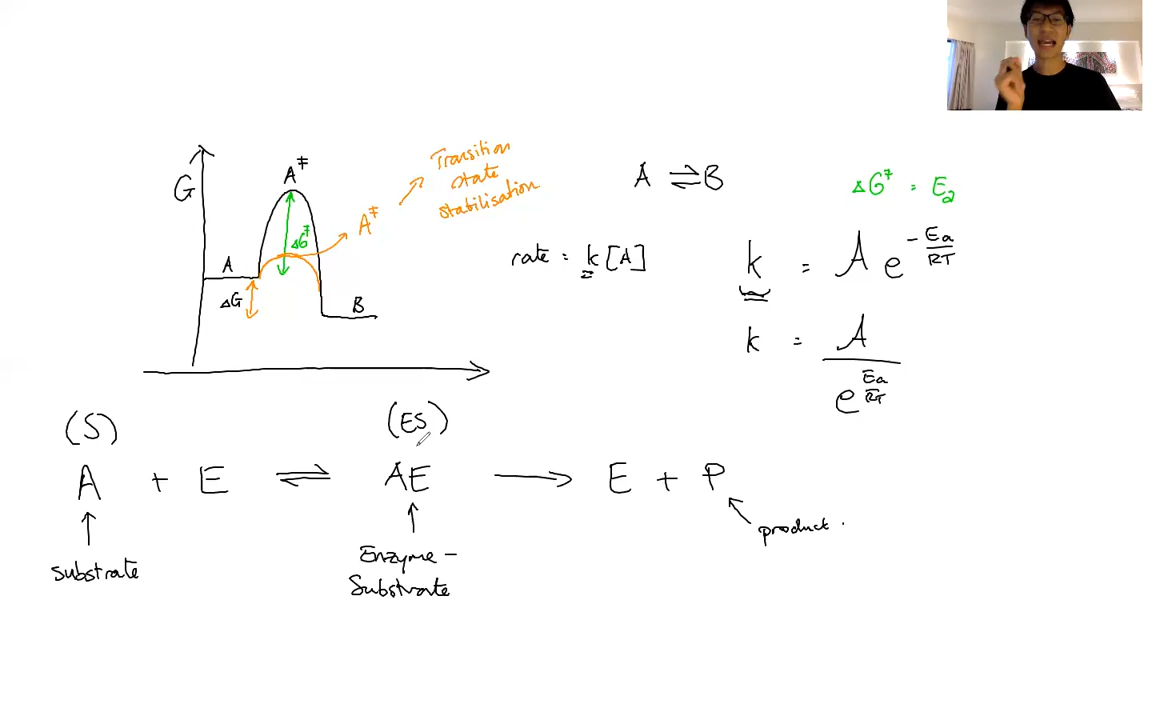 G
A‡
ΔG‡
A
ΔG
B
A‡
Transition
state
stabilisation
A ⇌ B
ΔG‡ = Ea
rate = k [A]
k = A e^(-Ea/RT)
k = A / e^(Ea/RT)
(S) (ES)
A + E ⇌ AE → E + P
substrate
Enzyme -
Substrate
product.